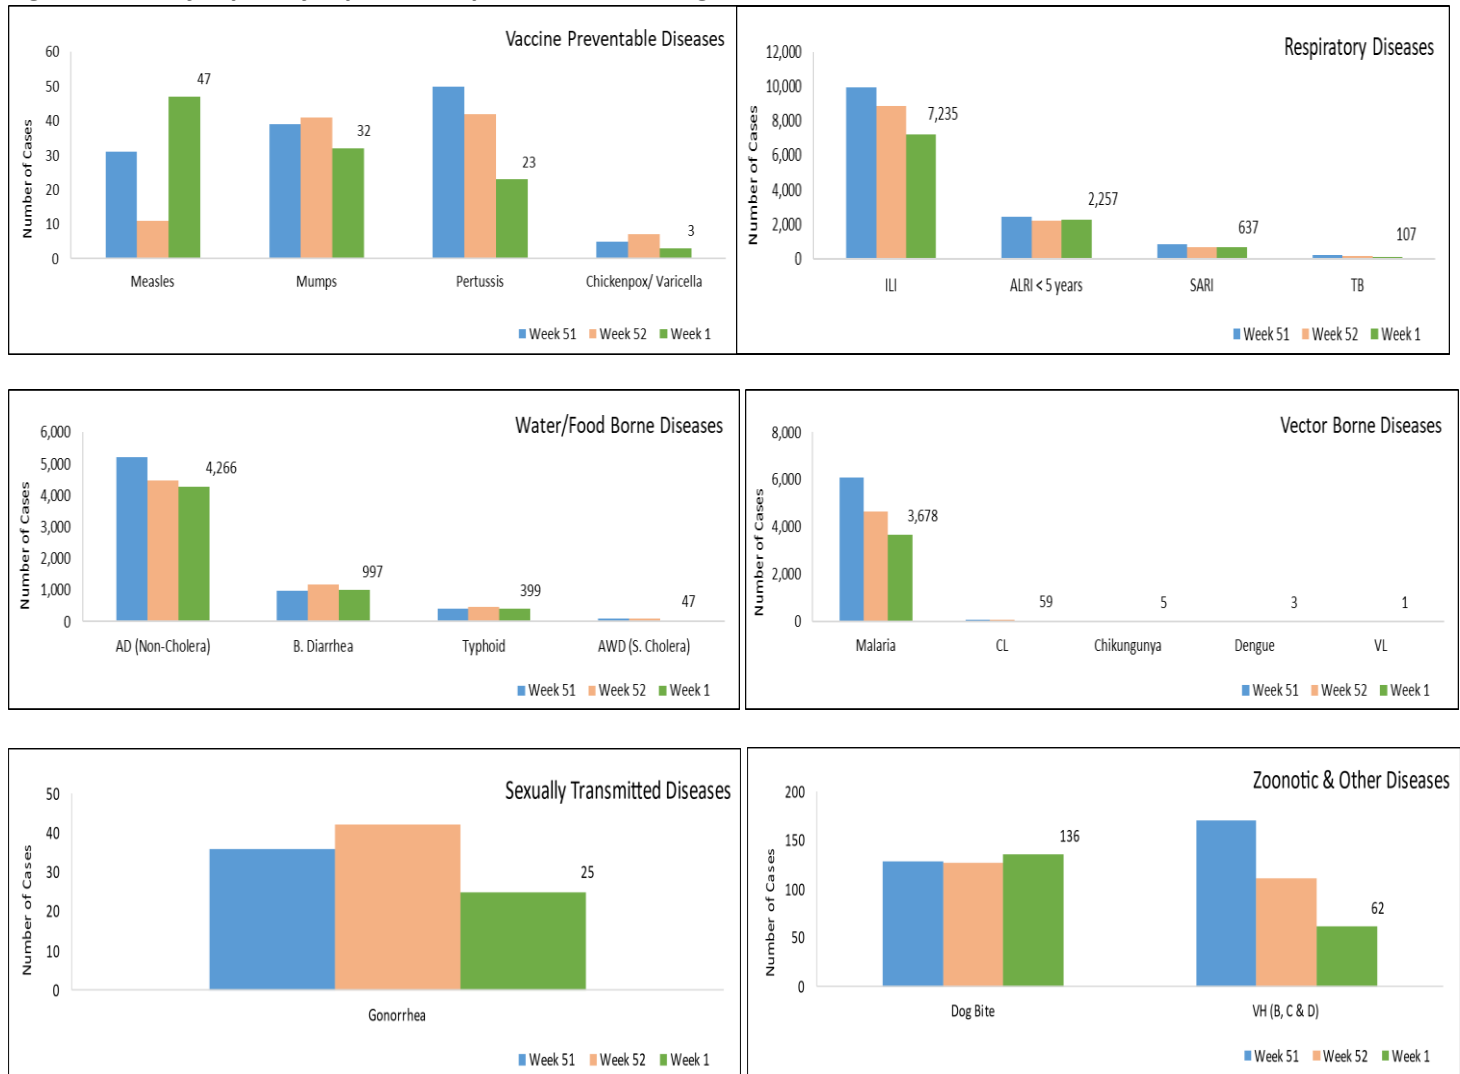 Vaccine Preventable Diseases
60
50
40
30
20
10
0
Number of Cases
47
32
23
3
Measles
Mumps
Pertussis
Chickenpox/ Varicella
Week 51 Week 52 Week 1
Respiratory Diseases
12,000
10,000
8,000
6,000
4,000
2,000
0
Number of Cases
7,235
2,257
637
107
ILI
ALRI < 5 years
SARI
TB
Week 51 Week 52 Week 1
Water/Food Borne Diseases
6,000
5,000
4,000
3,000
2,000
1,000
0
Number of Cases
4,266
997
399
47
AD (Non-Cholera)
B. Diarrhea
Typhoid
AWD (S. Cholera)
Week 51 Week 52 Week 1
Vector Borne Diseases
8,000
6,000
4,000
2,000
0
Number of Cases
3,678
59
5
3
1
Malaria
CL
Chikungunya
Dengue
VL
Week 51 Week 52 Week 1
Sexually Transmitted Diseases
50
40
30
20
10
0
Number of Cases
25
Gonorrhea
Week 51 Week 52 Week 1
Zoonotic & Other Diseases
200
150
100
50
0
Number of Cases
136
62
Dog Bite
VH (B, C & D)
Week 51 Week 52 Week 1